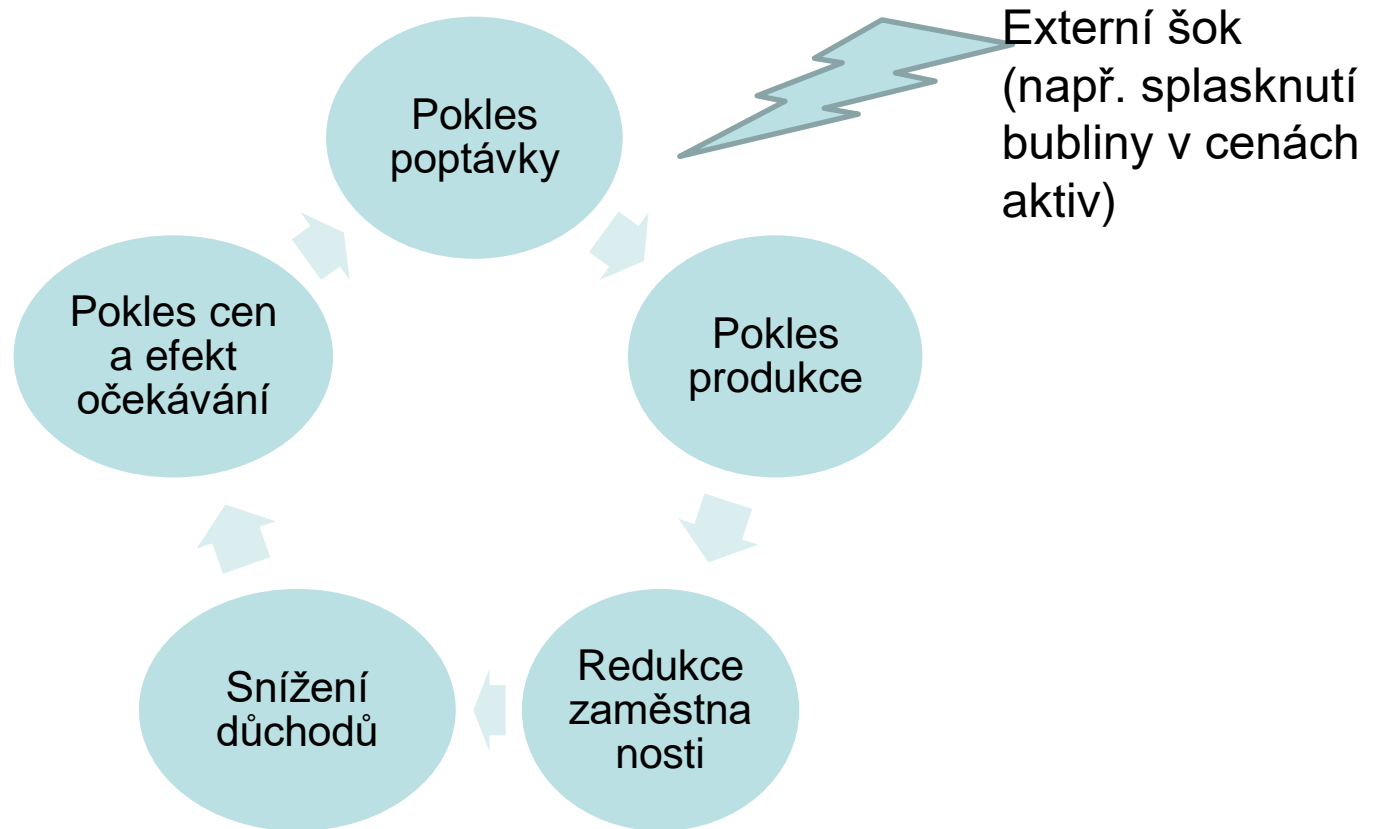 Externí šok
(např. splasknutí
bubliny v cenách
aktiv)
Pokles
poptávky
Pokles
produkce
Redukce
zaměstna
nosti
Snížení
důchodů
Pokles cen
a efekt
očekávání